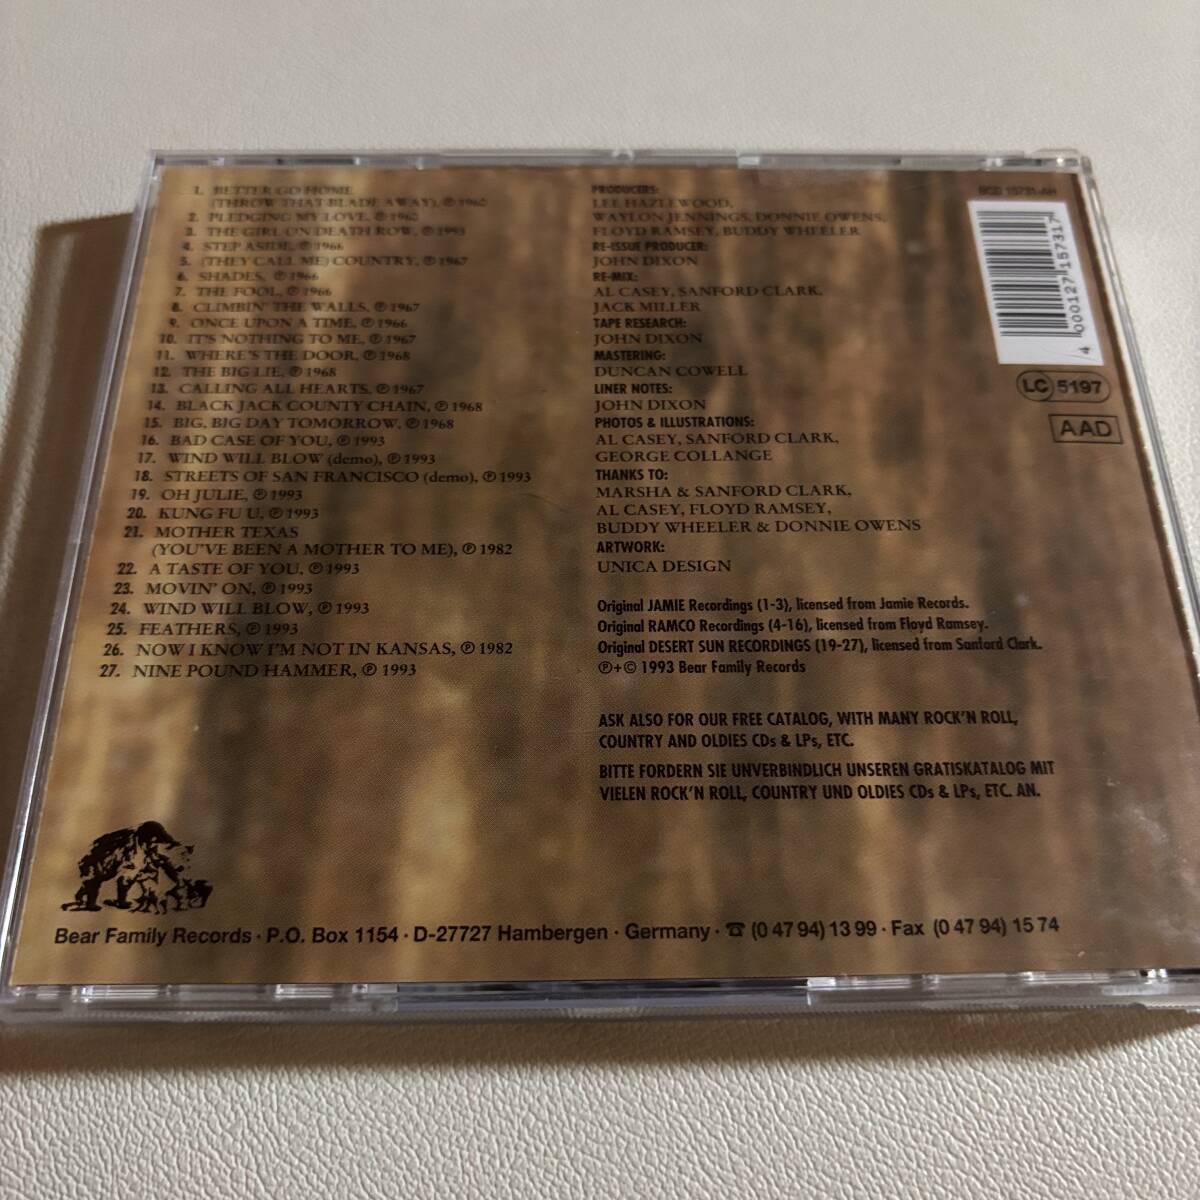 1. BETTER GO HOME
(THROW THAT BLADE AWAY), ℗ 1960
2. PLEDGING MY LOVE, ℗ 1960
3. THE GIRL ON DEATH ROW, ℗ 1993
4. STEP ASIDE, ℗ 1966
5. (THEY CALL ME) COUNTRY, ℗ 1967
6. SHADES, ℗ 1966
7. THE FOOL, ℗ 1966
8. CLIMBIN' THE WALLS, ℗ 1967
9. ONCE UPON A TIME, ℗ 1966
10. IT'S NOTHING TO ME, ℗ 1967
11. WHERE'S THE DOOR, ℗ 1968
12. THE BIG LIE, ℗ 1968
13. CALLING ALL HEARTS, ℗ 1967
14. BLACK JACK COUNTY CHAIN, ℗ 1968
15. BIG, BIG DAY TOMORROW, ℗ 1968
16. BAD CASE OF YOU, ℗ 1993
17. WIND WILL BLOW (demo), ℗ 1993
18. STREETS OF SAN FRANCISCO (demo), ℗ 1993
19. OH JULIE, ℗ 1993
20. KUNG FU U, ℗ 1993
21. MOTHER TEXAS
(YOU'VE BEEN A MOTHER TO ME), ℗ 1982
22. A TASTE OF YOU, ℗ 1993
23. MOVIN' ON, ℗ 1993
24. WIND WILL BLOW, ℗ 1993
25. FEATHERS, ℗ 1993
26. NOW I KNOW I'M NOT IN KANSAS, ℗ 1982
27. NINE POUND HAMMER, ℗ 1993
PRODUCERS:
LEE HAZLEWOOD,
WAYLON JENNINGS, DONNIE OWENS,
FLOYD RAMSEY, BUDDY WHEELER
RE-ISSUE PRODUCER:
JOHN DIXON
RE-MIX:
AL CASEY, SANFORD CLARK,
JACK MILLER
TAPE RESEARCH:
JOHN DIXON
MASTERING:
DUNCAN COWELL
LINER NOTES:
JOHN DIXON
PHOTOS & ILLUSTRATIONS:
AL CASEY, SANFORD CLARK,
GEORGE COLLANGE
THANKS TO:
MARSHA & SANFORD CLARK,
AL CASEY, FLOYD RAMSEY,
BUDDY WHEELER & DONNIE OWENS
ARTWORK:
UNICA DESIGN
Original JAMIE Recordings (1-3), licensed from Jamie Records.
Original RAMCO Recordings (4-16), licensed from Floyd Ramsey.
Original DESERT SUN RECORDINGS (19-27), licensed from Sanford Clark.
℗+© 1993 Bear Family Records
ASK ALSO FOR OUR FREE CATALOG, WITH MANY ROCK'N ROLL,
COUNTRY AND OLDIES CDs & LPs, ETC.
BITTE FORDERN SIE UNVERBINDLICH UNSEREN GRATISKATALOG MIT
VIELEN ROCK'N ROLL, COUNTRY UND OLDIES CDs & LPs, ETC. AN.
BCD 15731-AH
4 000127 157317
LC 5197
AAD
Bear Family Records · P.O. Box 1154 · D-27727 Hambergen · Germany · ☎ (0 47 94) 13 99 · Fax (0 47 94) 15 74